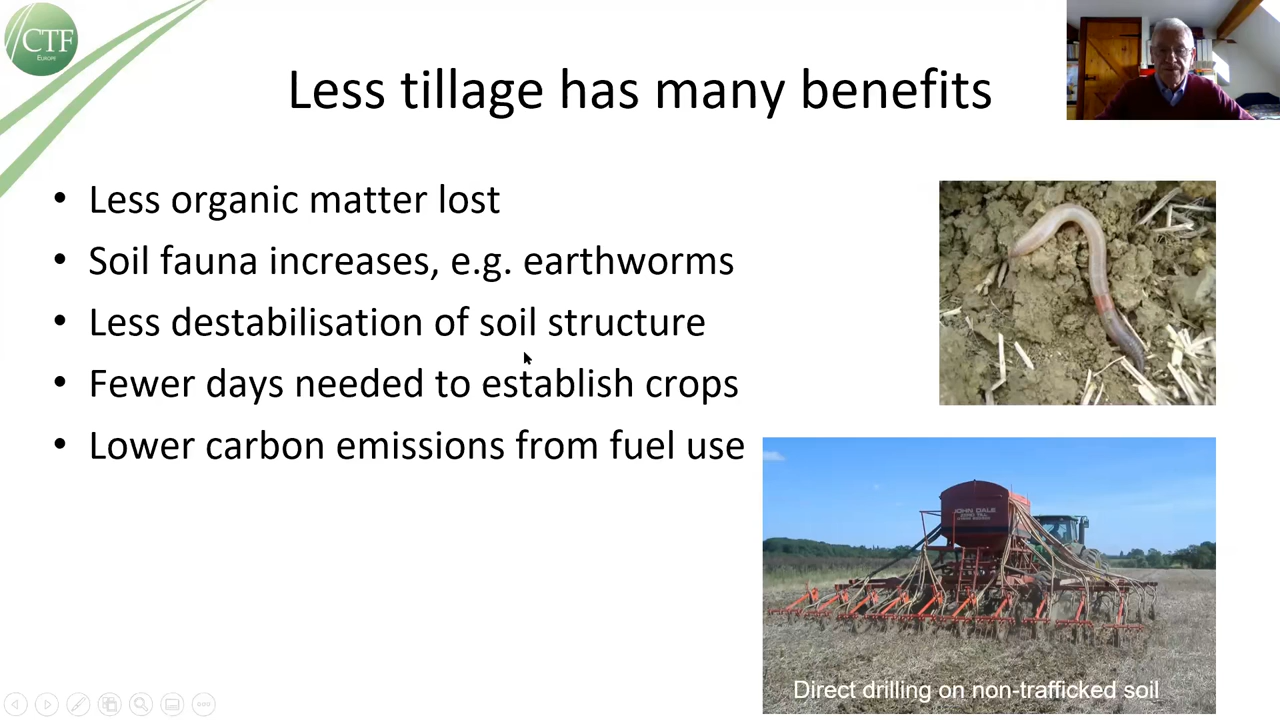 CTF
EUROPE
Less tillage has many benefits
• Less organic matter lost
• Soil fauna increases, e.g. earthworms
• Less destabilisation of soil structure
• Fewer days needed to establish crops
• Lower carbon emissions from fuel use
JOHN DALE
Direct drilling on non-trafficked soil